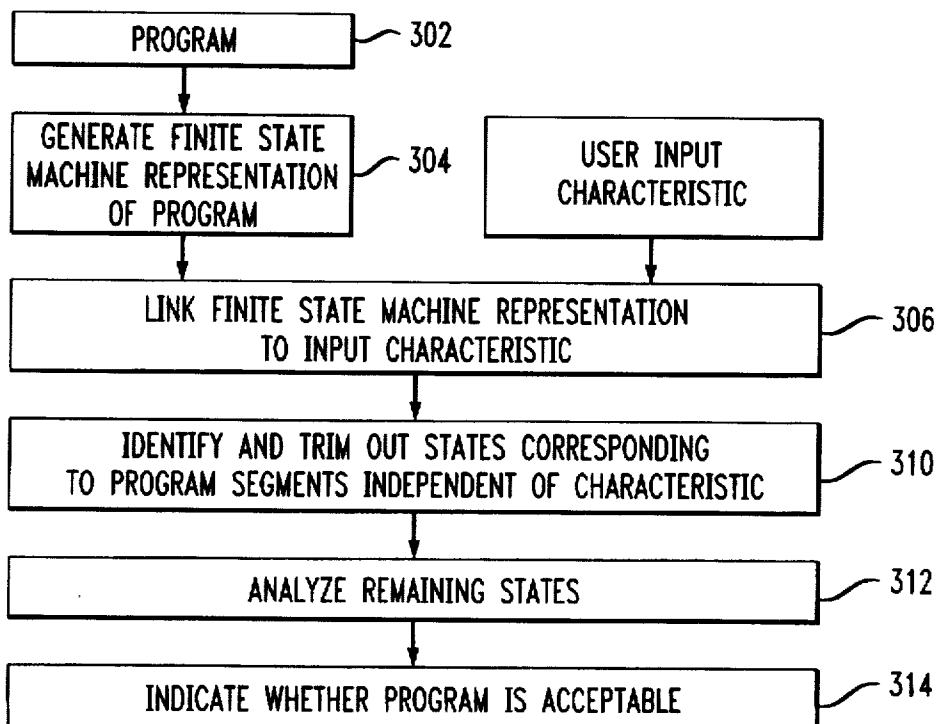 PROGRAM
302
GENERATE FINITE STATE
MACHINE REPRESENTATION
OF PROGRAM
304
USER INPUT
CHARACTERISTIC
LINK FINITE STATE MACHINE REPRESENTATION
TO INPUT CHARACTERISTIC
306
IDENTIFY AND TRIM OUT STATES CORRESPONDING
TO PROGRAM SEGMENTS INDEPENDENT OF CHARACTERISTIC
310
ANALYZE REMAINING STATES
312
INDICATE WHETHER PROGRAM IS ACCEPTABLE
314